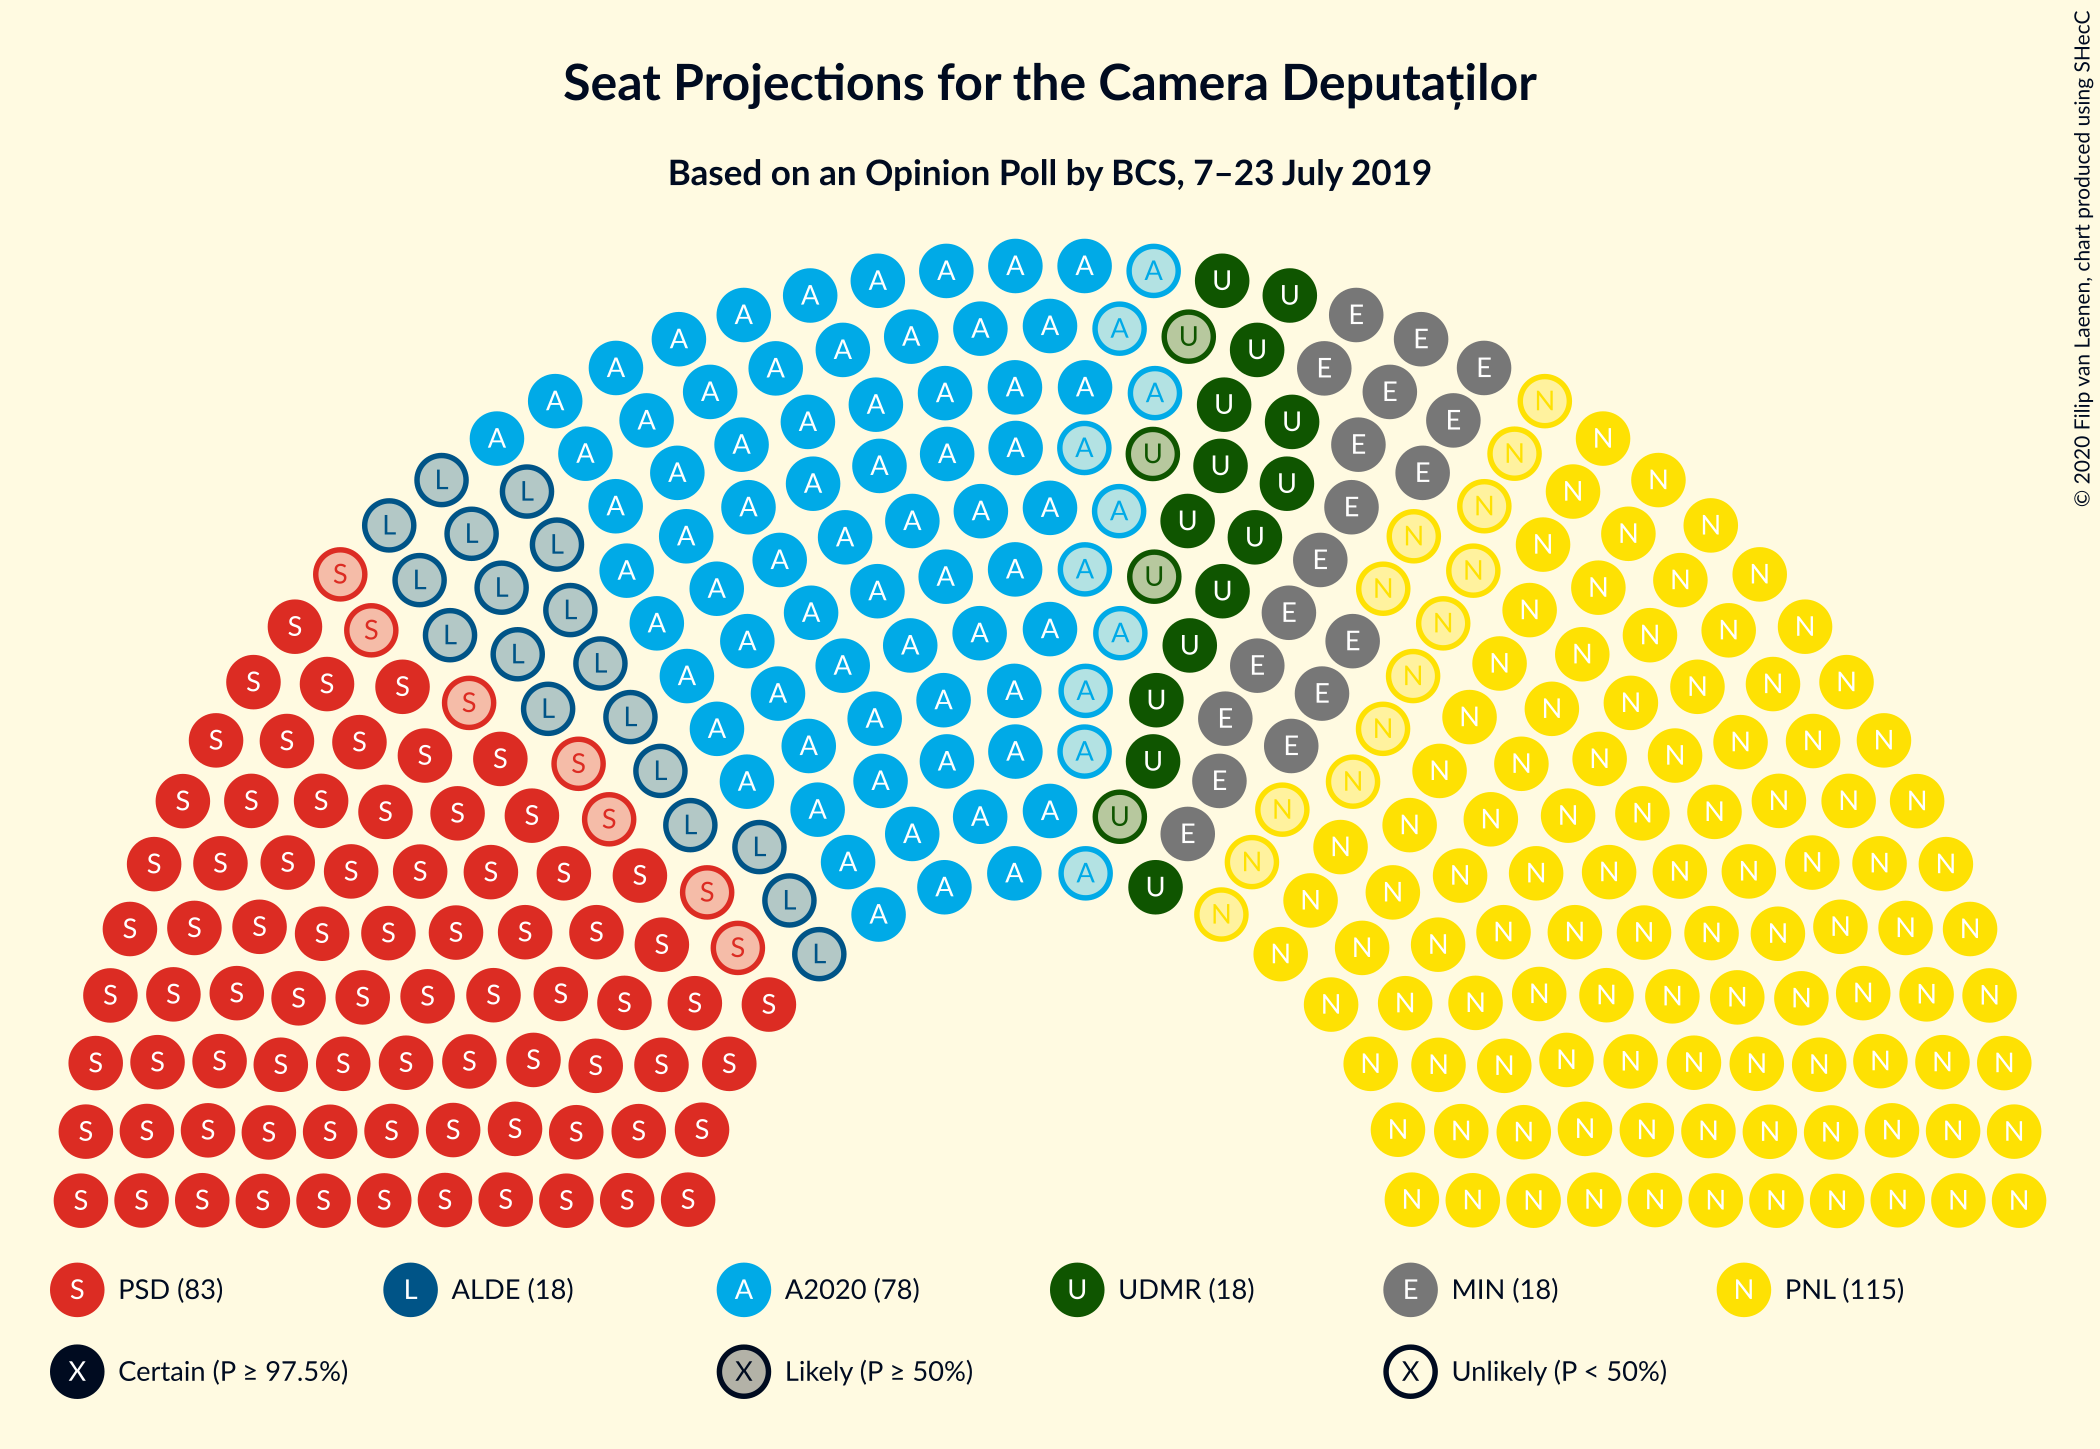 Seat Projections for the Camera Deputaților
Based on an Opinion Poll by BCS, 7–23 July 2019
© 2020 Filip van Laenen, chart produced using SHecC
S PSD (83) L ALDE (18) A A2020 (78) U UDMR (18) E MIN (18) N PNL (115)
X Certain (P ≥ 97.5%) X Likely (P ≥ 50%) X Unlikely (P < 50%)